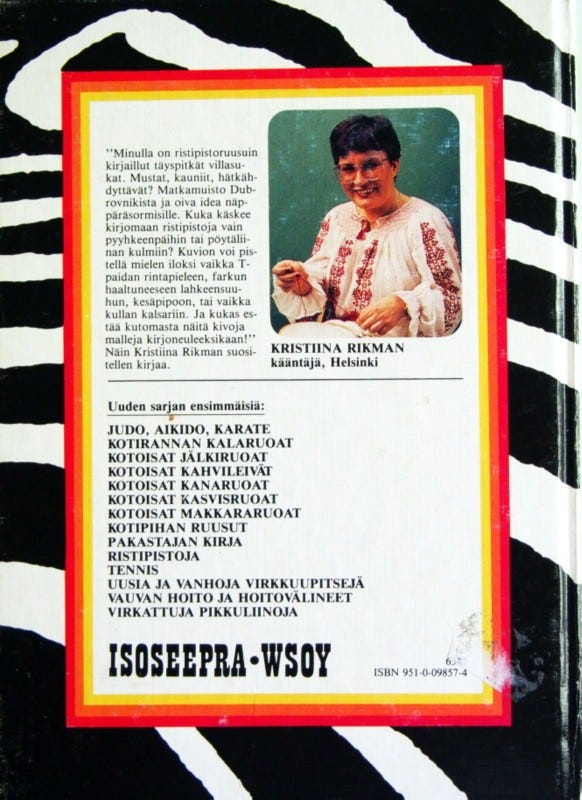 "Minulla on ristipistoruusuin
kirjaillut täyspitkät villasu-
kat. Mustat, kauniit, hätkäh-
dyttävät? Matkamuisto Dub-
rovnikista ja oiva idea näp-
päräsormisille. Kuka käskee
kirjomaan ristipistoja vain
pyyhkeenpäihin tai pöytälii-
nan kulmiin? Kuvion voi pis-
tellä mielen iloksi vaikka T-
paidan rintapieleen, farkun
haaltuneeseen lahkeensuu-
hun, kesäpipoon, tai vaikka
kullan kalsariin. Ja kukas es-
tää kutomasta näitä kivoja
malleja kirjoneuleeksikaan!"
Näin Kristiina Rikman suosi-
tellen kirjaa.
KRISTIINA RIKMAN
kääntäjä, Helsinki
Uuden sarjan ensimmäisiä:
JUDO, AIKIDO, KARATE
KOTIRANNAN KALARUOAT
KOTOISAT JÄLKIRUOAT
KOTOISAT KAHVILEIVÄT
KOTOISAT KANARUOAT
KOTOISAT KASVISRUOAT
KOTOISAT MAKKARARUOAT
KOTIPIHAN RUUSUT
PAKASTAJAN KIRJA
RISTIPISTOJA
TENNIS
UUSIA JA VANHOJA VIRKKUUPITSEJÄ
VAUVAN HOITO JA HOITOVÄLINEET
VIRKATTUJA PIKKULIINOJA
ISOSEEPRA•WSOY
ISBN 951-0-09857-4